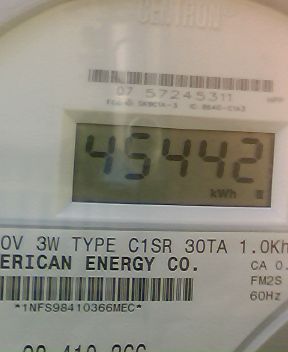 CENTRON
07 57245311
45442
kWh
0V 3W TYPE C1SR 30TA 1.0Kh
ERICAN ENERGY CO.
CA 0.
FM2S
60Hz
*1NFS98410366MEC*